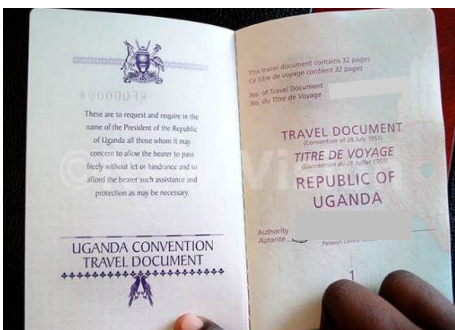 These are to request and require in the
name of the President of the Republic
of Uganda all those whom it may
concern to allow the bearer to pass
freely without let or hindrance and to
afford the bearer such assistance and
protection as may be necessary.
UGANDA CONVENTION
TRAVEL DOCUMENT
This travel document contains 32 pages
Ce titre de voyage contient 32 pages
No. of Travel Document
No. du Titre de Voyage
TRAVEL DOCUMENT
(Convention of 28 July 1951)
TITRE DE VOYAGE
(Convention du 28 Juillet 1951)
REPUBLIC OF
UGANDA
Authority
Autorité
Passport
1